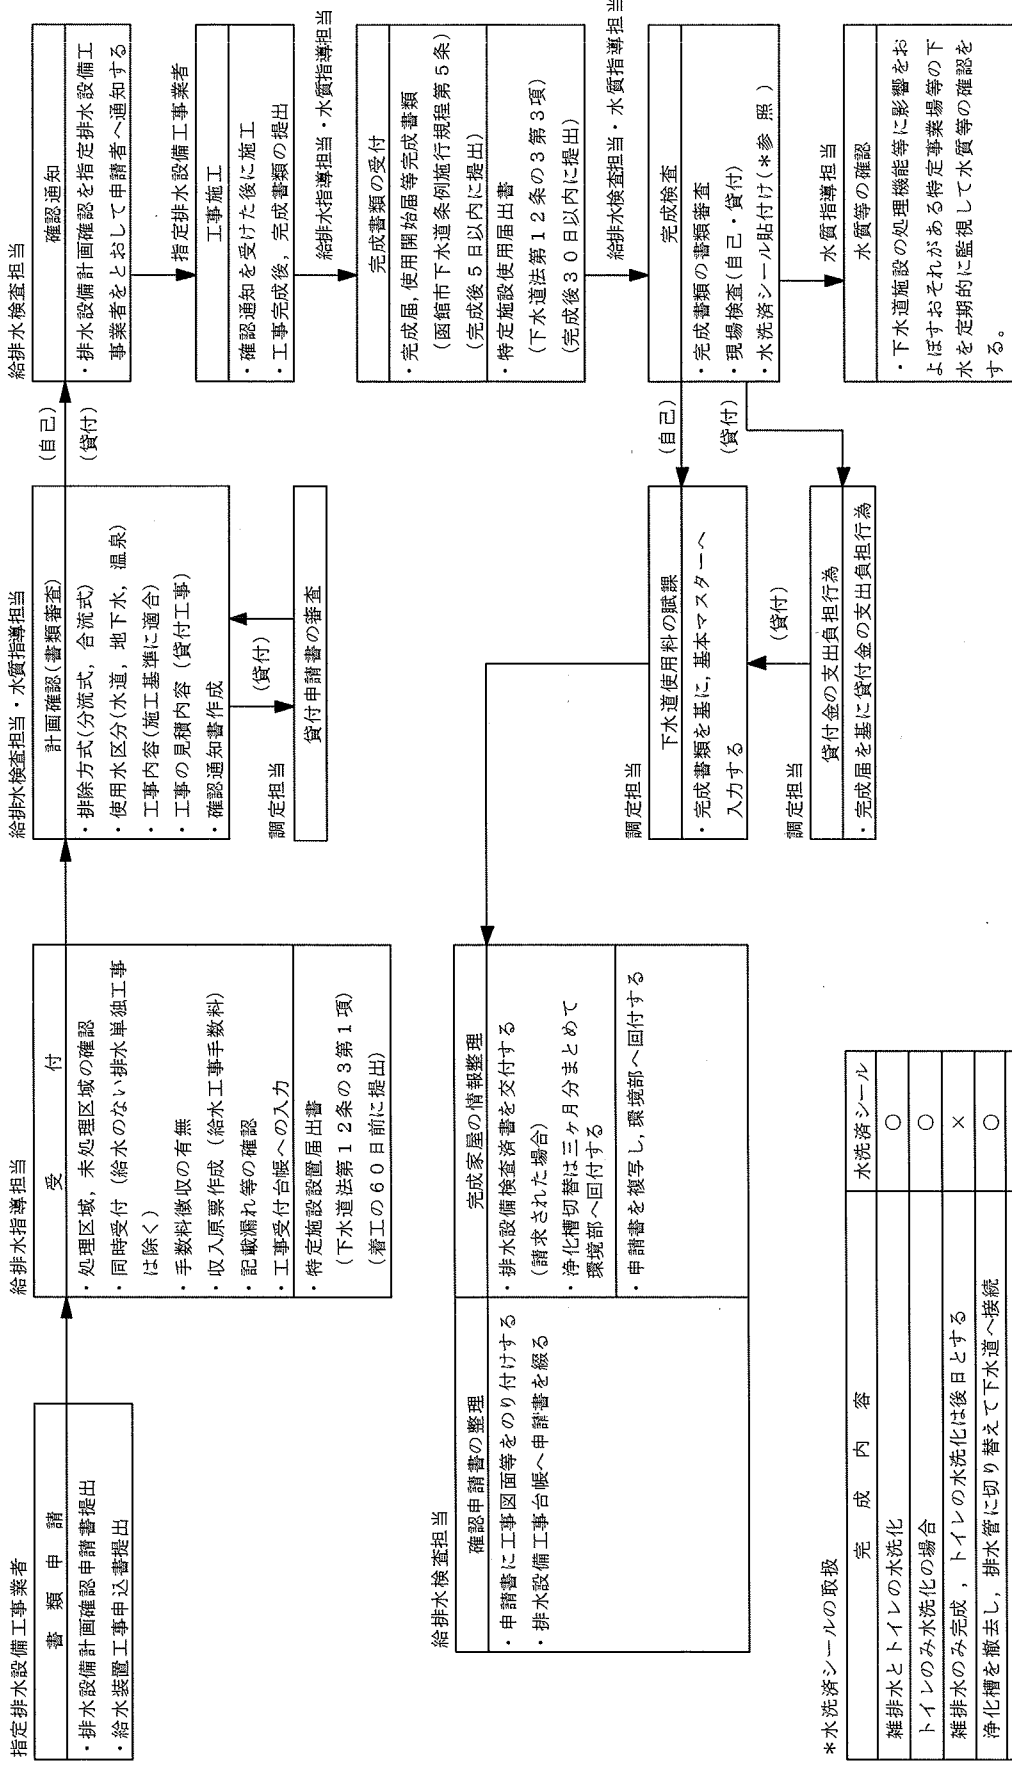 指定排水設備工事業者
書類申請
・排水設備計画確認申請書提出
・給水装置工事申込書提出
給排水指導担当
受付
・処理区域，未処理区域の確認
・同時受付（給水のない排水単独工事
は除く）
・手数料徴収の有無
・収入原票作成（給水工事手数料）
・記載漏れ等の確認
・工事受付台帳への入力
・特定施設設置届出書
（下水道法第１２条の３第１項）
（着工の６０日前に提出）
給排水検査担当・水質指導担当
計画確認（書類審査）
・排除方式（分流式，合流式）
・使用水区分（水道，地下水，温泉）
・工事内容（施工基準に適合）
・工事の見積内容（貸付工事）
・確認通知書作成
（貸付）
調定担当
貸付申請書の審査
（自己）
（貸付）
給排水検査担当
確認通知
・排水設備計画確認を指定排水設備工
事業者をとおして申請者へ通知する
指定排水設備工事業者
工事施工
・確認通知を受けた後に施工
・工事完成後，完成書類の提出
給排水指導担当・水質指導担当
完成書類の受付
・完成届，使用開始届等完成書類
（函館市下水道条例施行規程第５条）
（完成後５日以内に提出）
・特定施設使用届出書
（下水道法第１２条の３第３項）
（完成後３０日以内に提出）
給排水検査担当・水質指導担当
完成検査
・完成書類の書類審査
・現場検査（自己・貸付）
・水洗済シール貼付け（＊参照）
水質指導担当
水質等の確認
・下水道施設の処理機能等に影響をお
よぼすおそれがある特定事業場等の下
水を定期的に監視して水質等の確認を
する。
（自己）
（貸付）
調定担当
下水道使用料の賦課
・完成書類を基に，基本マスターへ
入力する
（貸付）
調定担当
貸付金の支出負担行為
・完成届を基に貸付金の支出負担行為
給排水検査担当
確認申請書の整理
・申請書に工事図面等をのり付けする
・排水設備工事台帳へ申請書を綴る
完成家屋の情報整理
・排水設備検査済書を交付する
（請求された場合）
・浄化槽切替は三ヶ月分まとめて
環境部へ回付する
・申請書を複写し，環境部へ回付する
＊水洗済シールの取扱
完成内容 水洗済シール
雑排水とトイレの水洗化 ○
トイレのみ水洗化の場合 ○
雑排水のみ完成，トイレの水洗化は後日とする ×
浄化槽を撤去し，排水管に切り替えて下水道へ接続 ○